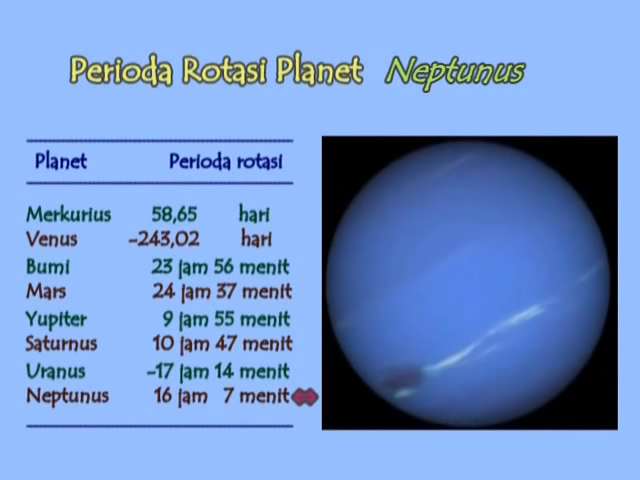 Perioda Rotasi Planet Neptunus
Planet Perioda rotasi
Merkurius 58,65 hari
Venus -243,02 hari
Bumi 23 jam 56 menit
Mars 24 jam 37 menit
Yupiter 9 jam 55 menit
Saturnus 10 jam 47 menit
Uranus -17 jam 14 menit
Neptunus 16 jam 7 menit